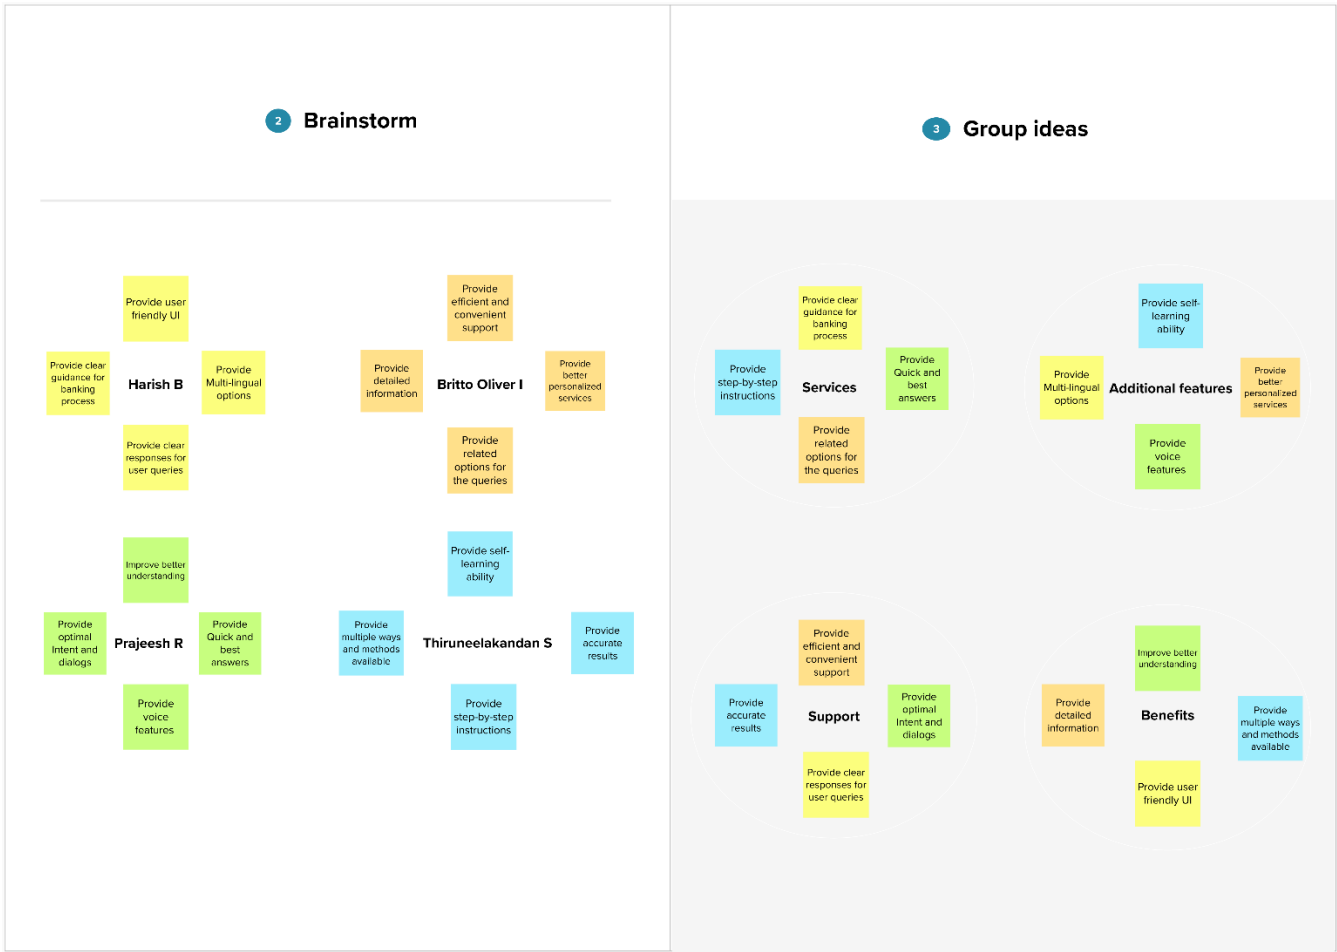 2 Brainstorm
Provide user
friendly UI
Provide clear
guidance for
banking
process
Harish B
Provide
Multi-lingual
options
Provide clear
responses for
user queries
Provide
efficient and
convenient
support
Provide
detailed
information
Britto Oliver I
Provide
better
personalized
services
Provide
related
options for
the queries
Improve better
understanding
Provide
optimal
Intent and
dialogs
Prajeesh R
Provide
Quick and
best
answers
Provide
voice
features
Provide self-
learning
ability
Provide
multiple ways
and methods
available
Thiruneelakandan S
Provide
accurate
results
Provide
step-by-step
instructions
3 Group ideas
Provide clear
guidance for
banking
process
Provide
step-by-step
instructions
Services
Provide
Quick and
best
answers
Provide
related
options for
the queries
Provide self-
learning
ability
Provide
Multi-lingual
options
Additional features
Provide
better
personalized
services
Provide
voice
features
Provide
efficient and
convenient
support
Provide
accurate
results
Support
Provide
optimal
Intent and
dialogs
Provide clear
responses for
user queries
Improve better
understanding
Provide
detailed
information
Benefits
Provide
multiple ways
and methods
available
Provide user
friendly UI